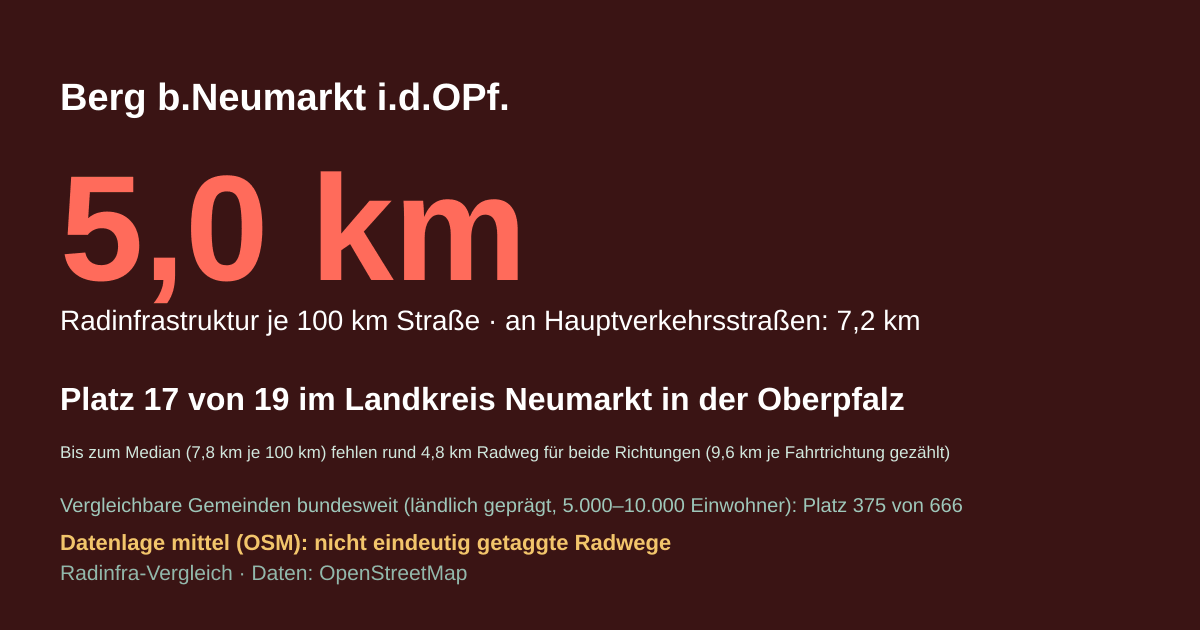 Berg b.Neumarkt i.d.OPf.
5,0 km
Radinfrastruktur je 100 km Straße · an Hauptverkehrsstraßen: 7,2 km
Platz 17 von 19 im Landkreis Neumarkt in der Oberpfalz
Bis zum Median (7,8 km je 100 km) fehlen rund 4,8 km Radweg für beide Richtungen (9,6 km je Fahrtrichtung gezählt)
Vergleichbare Gemeinden bundesweit (ländlich geprägt, 5.000–10.000 Einwohner): Platz 375 von 666
Datenlage mittel (OSM): nicht eindeutig getaggte Radwege
Radinfra-Vergleich · Daten: OpenStreetMap